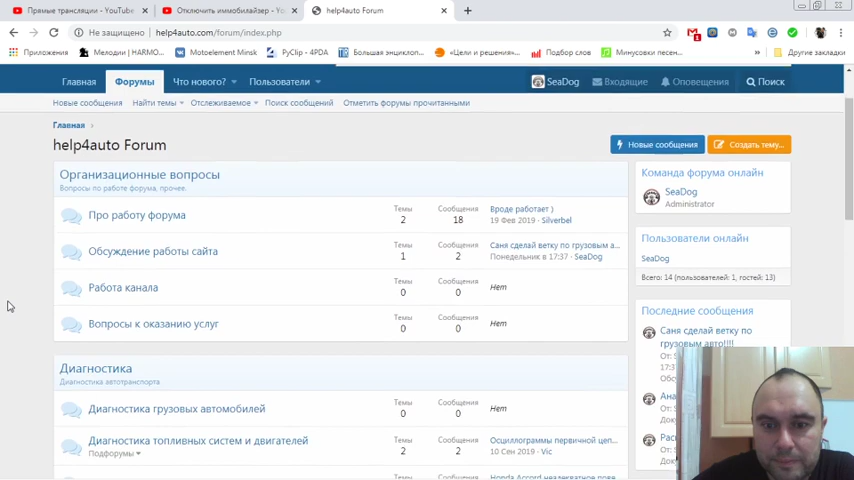 Прямые трансляции - YouTube
Отключить иммобилайзер - YouTu
help4auto Forum
Не защищено
help4auto.com/forum/index.php
Приложения
Мелодии | HARMO...
Motoelement Minsk
PyClip - 4PDA
Большая энциклоп...
«Цели и решения»...
Подбор слов
Минусовки песен...
Другие закладки
Главная
Форумы
Что нового?
Пользователи
SeaDog
Входящие
Оповещения
Поиск
Новые сообщения
Найти темы
Отслеживаемое
Поиск сообщений
Отметить форумы прочитанными
Главная
help4auto Forum
Новые сообщения
Создать тему...
Организационные вопросы
Вопросы по работе форума, прочее.
Про работу форума
Темы
2
Сообщения
18
Вроде работает )
19 Фев 2019 · Silverbel
Обсуждение работы сайта
Темы
1
Сообщения
2
Саня сделай ветку по грузовым а...
Понедельник в 17:37 · SeaDog
Работа канала
Темы
0
Сообщения
0
Нет
Вопросы к оказанию услуг
Темы
0
Сообщения
0
Нет
Диагностика
Диагностика автотранспорта
Диагностика грузовых автомобилей
Темы
0
Сообщения
0
Нет
Диагностика топливных систем и двигателей
Подфорумы
Темы
2
Сообщения
2
Осциллограммы первичной цеп...
10 Сен 2019 · Vic
Команда форума онлайн
SeaDog
Administrator
Пользователи онлайн
SeaDog
Всего: 14 (пользователей: 1, гостей: 13)
Последние сообщения
Саня сделай ветку по
грузовым авто!!!!